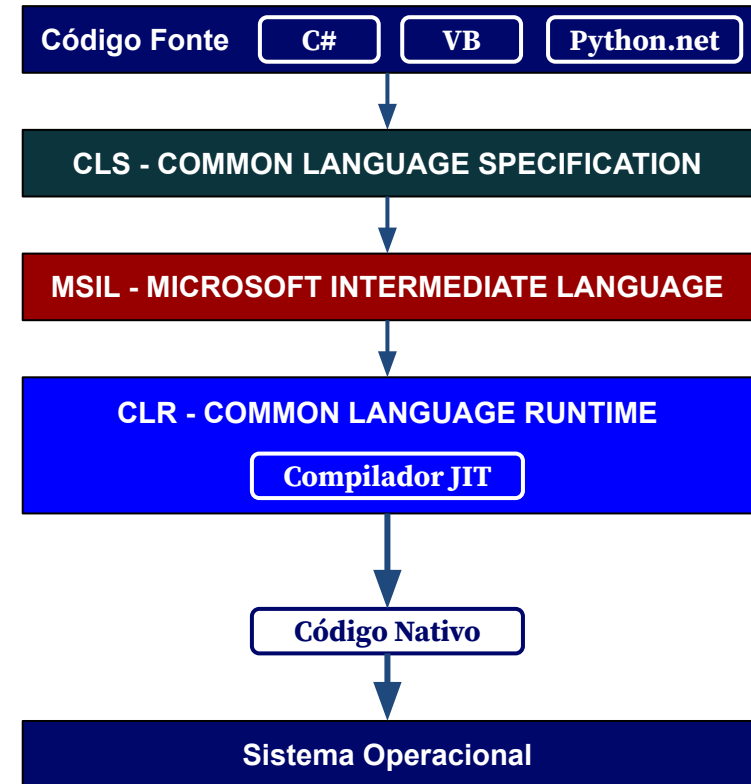 Código Fonte C# VB Python.net
CLS - COMMON LANGUAGE SPECIFICATION
MSIL - MICROSOFT INTERMEDIATE LANGUAGE
CLR - COMMON LANGUAGE RUNTIME
Compilador JIT
Código Nativo
Sistema Operacional